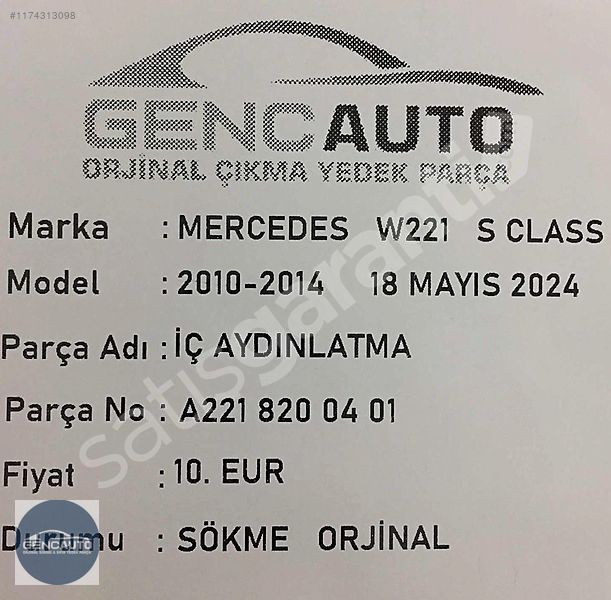 #1174313098
GENCAUTO
ORJİNAL ÇIKMA YEDEK PARÇA
Marka : MERCEDES W221 S CLASS
Model : 2010-2014 18 MAYIS 2024
Parça Adı : İÇ AYDINLATMA
Parça No : A221 820 04 01
Fiyat : 10. EUR
Durumu : SÖKME ORJİNAL
satisgaranti
GENCAUTO